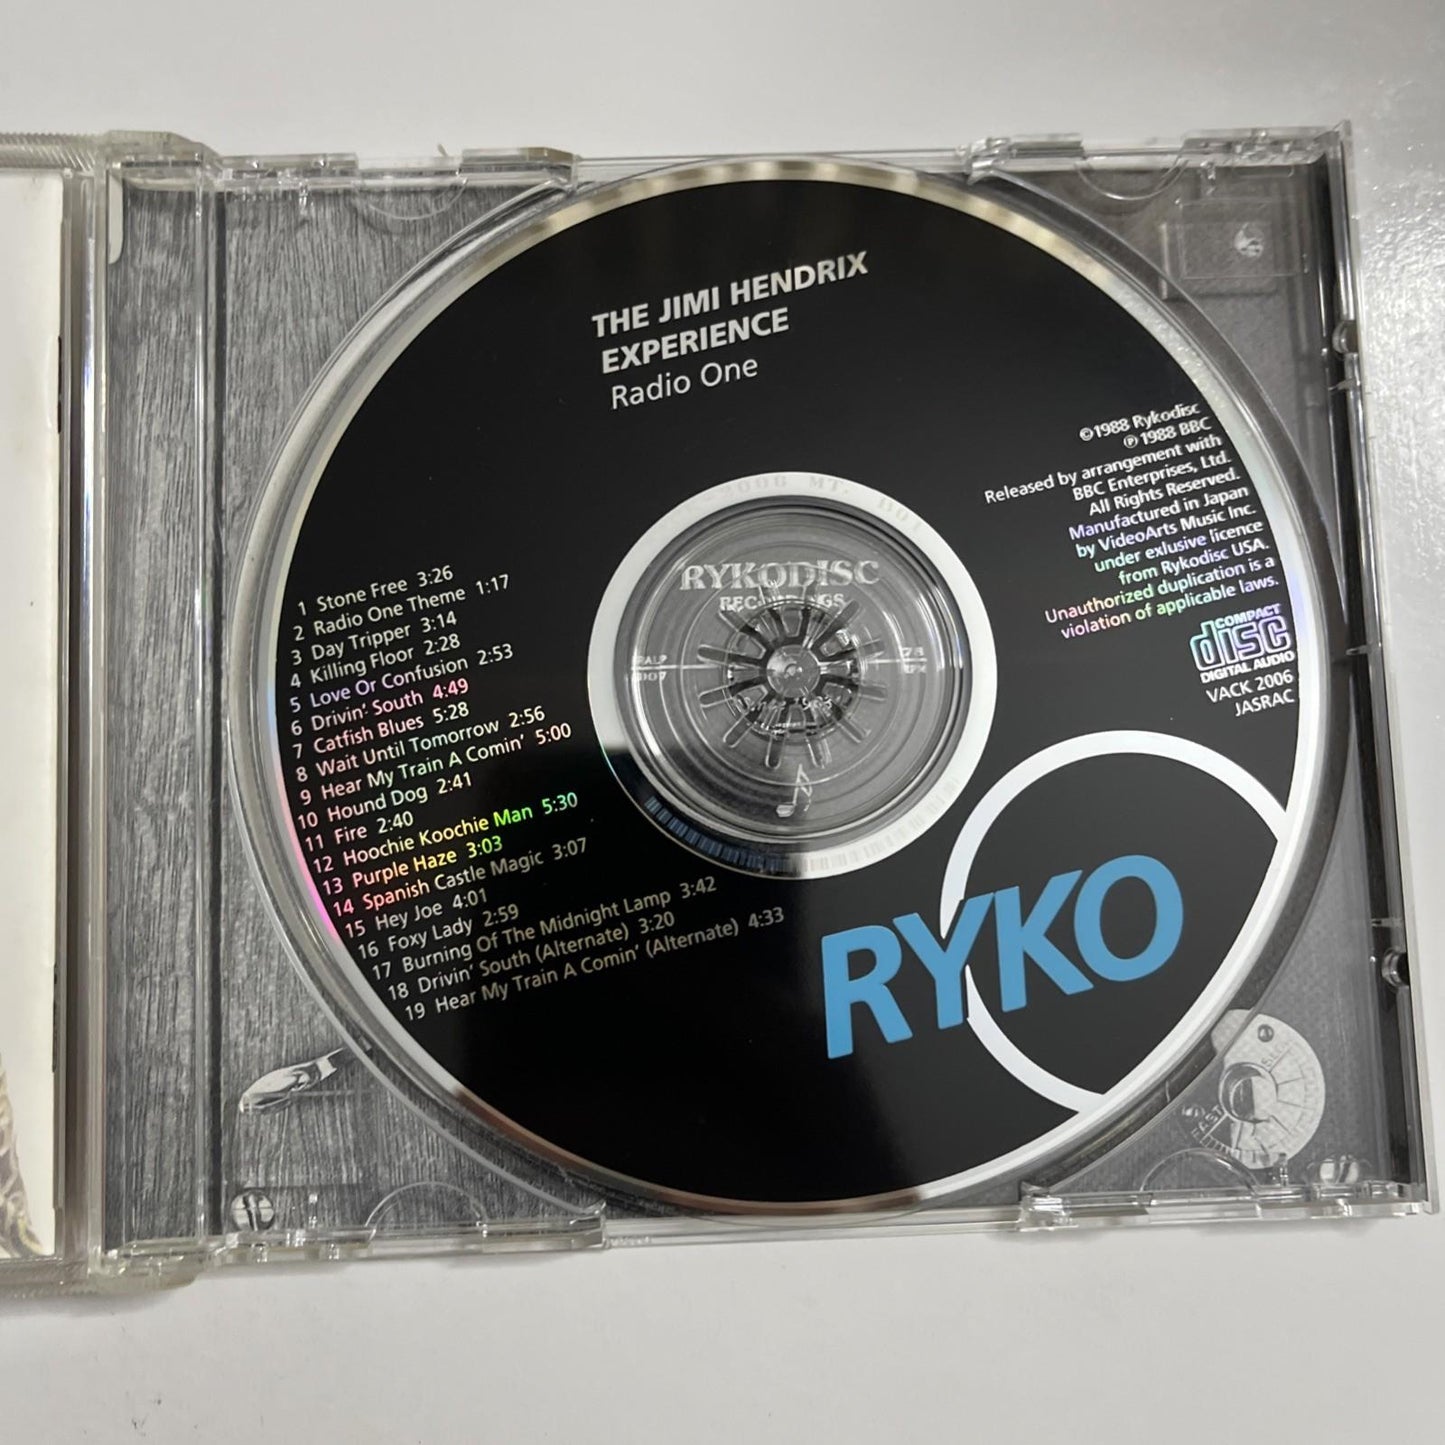 THE JIMI HENDRIX
EXPERIENCE
Radio One
©1988 Rykodisc
℗ 1988 BBC
Released by arrangement with
BBC Enterprises, Ltd.
All Rights Reserved.
Manufactured in Japan
by VideoArts Music Inc.
under exlusive licence
from Rykodisc USA.
Unauthorized duplication is a
violation of applicable laws.
COMPACT
disc
DIGITAL AUDIO
VACK 2006
JASRAC
1 Stone Free 3:26
2 Radio One Theme 1:17
3 Day Tripper 3:14
4 Killing Floor 2:28
5 Love Or Confusion 2:53
6 Drivin' South 4:49
7 Catfish Blues 5:28
8 Wait Until Tomorrow 2:56
9 Hear My Train A Comin' 5:00
10 Hound Dog 2:41
11 Fire 2:40
12 Hoochie Koochie Man 5:30
13 Purple Haze 3:03
14 Spanish Castle Magic 3:07
15 Hey Joe 4:01
16 Foxy Lady 2:59
17 Burning Of The Midnight Lamp 3:42
18 Drivin' South (Alternate) 3:20
19 Hear My Train A Comin' (Alternate) 4:33
RYKODISC
RECORDINGS
78
RPM
RYKO